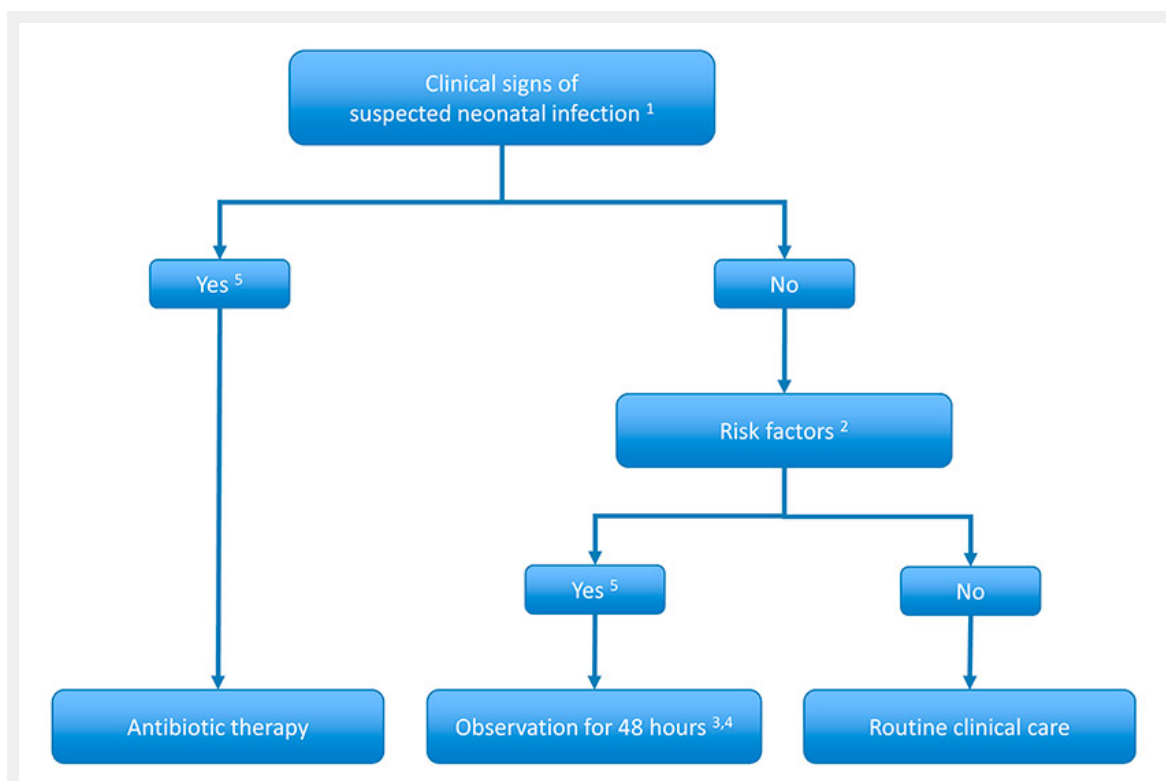 Clinical signs of
suspected neonatal infection 1
Yes 5
No
Risk factors 2
Yes 5
No
Antibiotic therapy
Observation for 48 hours 3,4
Routine clinical care